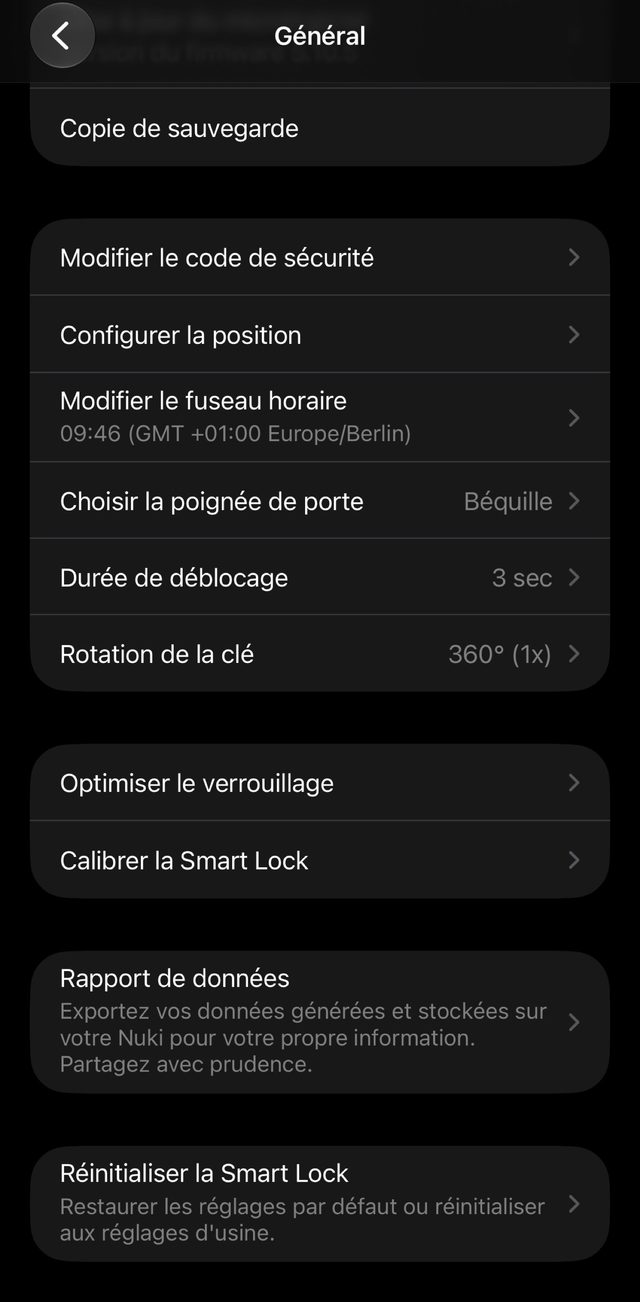 Général
Copie de sauvegarde
Modifier le code de sécurité
Configurer la position
Modifier le fuseau horaire
09:46 (GMT +01:00 Europe/Berlin)
Choisir la poignée de porte Béquille
Durée de déblocage 3 sec
Rotation de la clé 360° (1x)
Optimiser le verrouillage
Calibrer la Smart Lock
Rapport de données
Exportez vos données générées et stockées sur
votre Nuki pour votre propre information.
Partagez avec prudence.
Réinitialiser la Smart Lock
Restaurer les réglages par défaut ou réinitialiser
aux réglages d'usine.